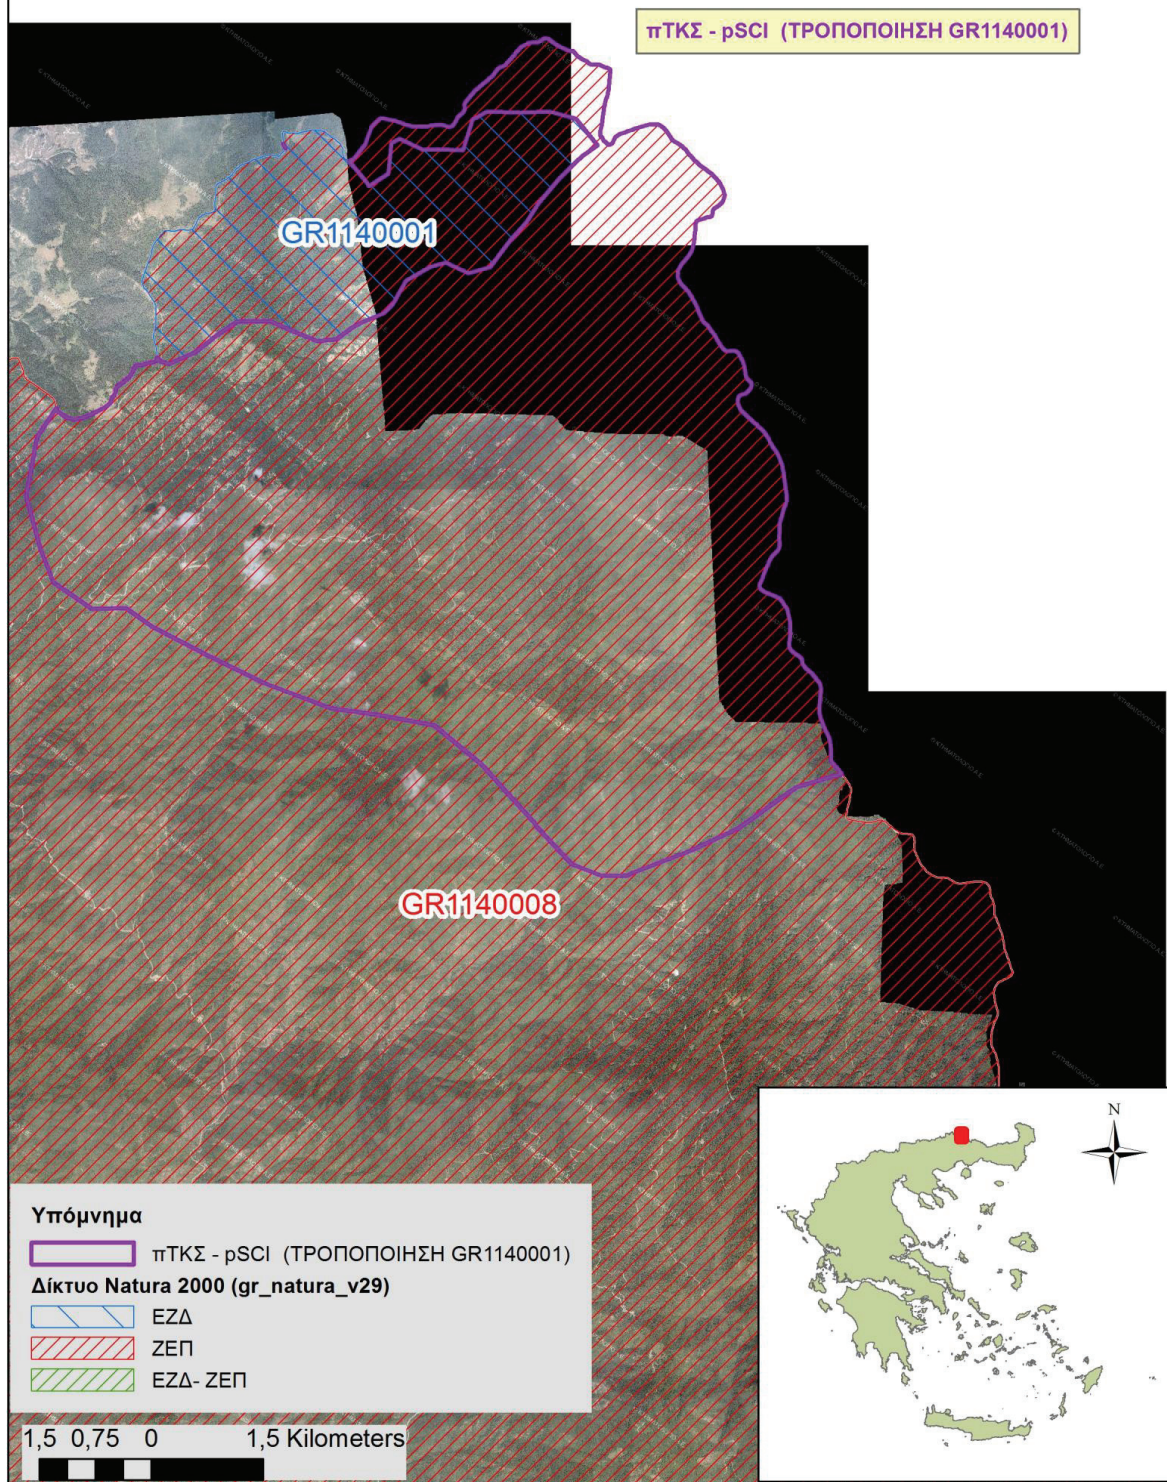 πΤΚΣ - pSCI (ΤΡΟΠΟΠΟΙΗΣΗ GR1140001)
GR1140001
GR1140008
N
Υπόμνημα
πΤΚΣ - pSCI (ΤΡΟΠΟΠΟΙΗΣΗ GR1140001)
Δίκτυο Natura 2000 (gr_natura_v29)
ΕΖΔ
ΖΕΠ
ΕΖΔ- ΖΕΠ
1,5 0,75 0 1,5 Kilometers